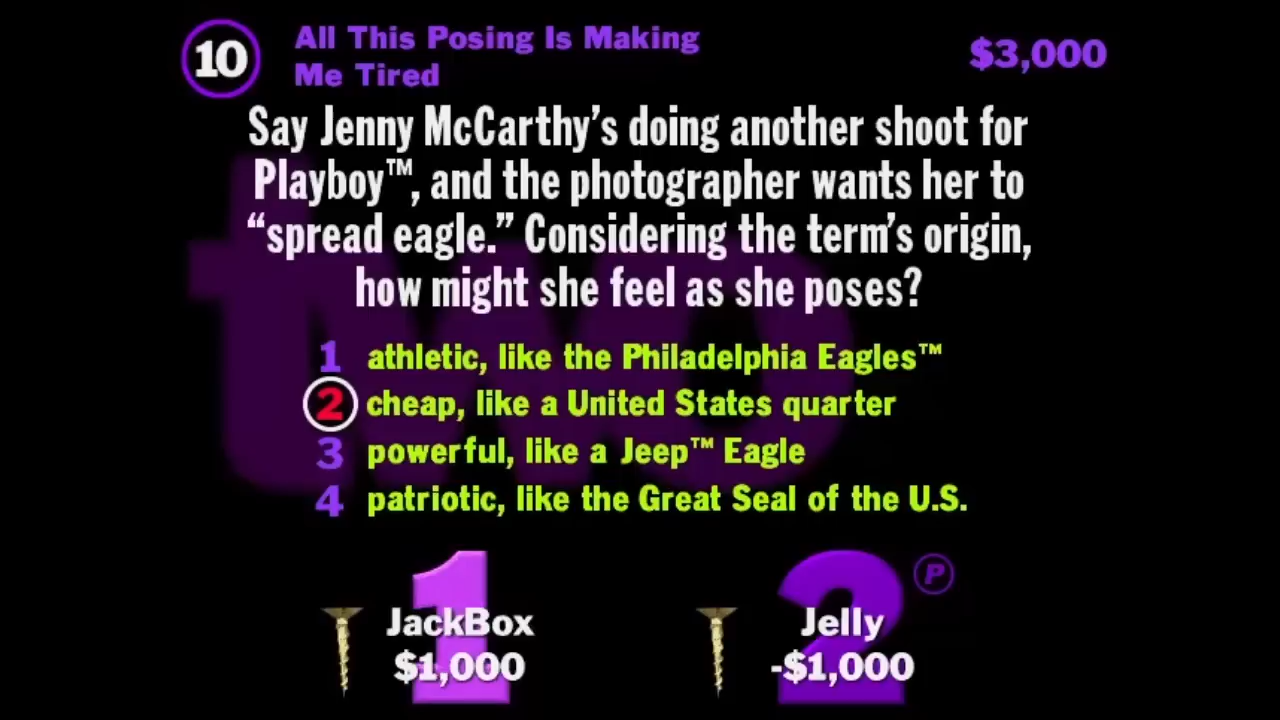 10
All This Posing Is Making
Me Tired
$3,000
Say Jenny McCarthy's doing another shoot for
Playboy™, and the photographer wants her to
“spread eagle.” Considering the term's origin,
how might she feel as she poses?
two
1 athletic, like the Philadelphia Eagles™
2 cheap, like a United States quarter
3 powerful, like a Jeep™ Eagle
4 patriotic, like the Great Seal of the U.S.
1
JackBox
$1,000
2
P
Jelly
-$1,000